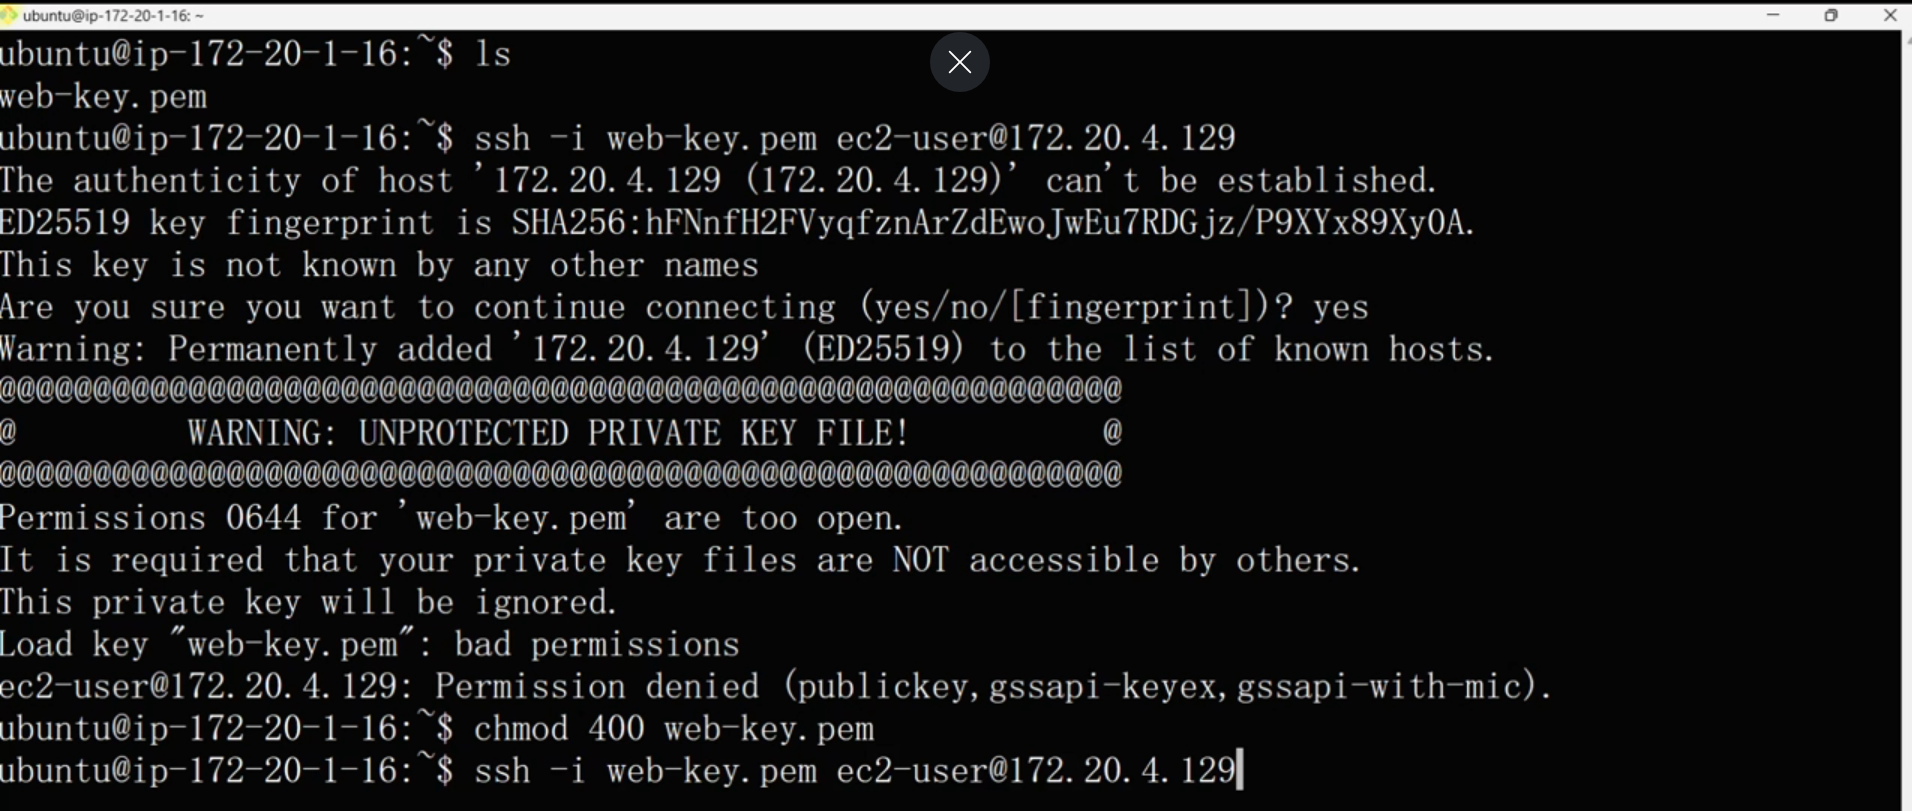 ubuntu@ip-172-20-1-16: ~
ubuntu@ip-172-20-1-16:~$ ls
web-key.pem
ubuntu@ip-172-20-1-16:~$ ssh -i web-key.pem ec2-user@172.20.4.129
The authenticity of host '172.20.4.129 (172.20.4.129)' can't be established.
ED25519 key fingerprint is SHA256:hFNnfH2FVyqfznArZdEwoJwEu7RDGjz/P9XYx89Xy0A.
This key is not known by any other names
Are you sure you want to continue connecting (yes/no/[fingerprint])? yes
Warning: Permanently added '172.20.4.129' (ED25519) to the list of known hosts.
@@@@@@@@@@@@@@@@@@@@@@@@@@@@@@@@@@@@@@@@@@@@@@@@@@@@@@@@@@@
@         WARNING: UNPROTECTED PRIVATE KEY FILE!          @
@@@@@@@@@@@@@@@@@@@@@@@@@@@@@@@@@@@@@@@@@@@@@@@@@@@@@@@@@@@
Permissions 0644 for 'web-key.pem' are too open.
It is required that your private key files are NOT accessible by others.
This private key will be ignored.
Load key "web-key.pem": bad permissions
ec2-user@172.20.4.129: Permission denied (publickey,gssapi-keyex,gssapi-with-mic).
ubuntu@ip-172-20-1-16:~$ chmod 400 web-key.pem
ubuntu@ip-172-20-1-16:~$ ssh -i web-key.pem ec2-user@172.20.4.129